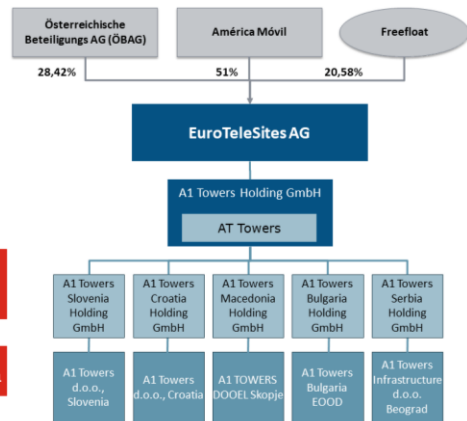 Österreichische
Beteiligungs AG (ÖBAG)
América Móvil
Freefloat
28,42%
51%
20,58%
EuroTeleSites AG
A1 Towers Holding GmbH
AT Towers
A1 Towers
Slovenia
Holding
GmbH
A1 Towers
Croatia
Holding
GmbH
A1 Towers
Macedonia
Holding
GmbH
A1 Towers
Bulgaria
Holding
GmbH
A1 Towers
Serbia
Holding
GmbH
A1 Towers
d.o.o.,
Slovenia
A1 Towers
d.o.o., Croatia
A1 TOWERS
DOOEL Skopje
A1 Towers
Bulgaria
EOOD
A1 Towers
Infrastructure
d.o.o.
Beograd